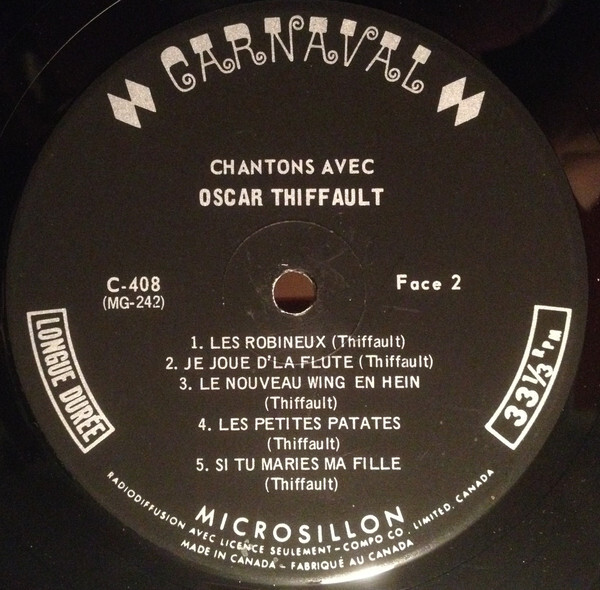 CARNAVAL
CHANTONS AVEC
OSCAR THIFFAULT
C-408
(MG-242)
Face 2
1. LES ROBINEUX (Thiffault)
2. JE JOUE D'LA FLUTE (Thiffault)
3. LE NOUVEAU WING EN HEIN
(Thiffault)
4. LES PETITES PATATES
(Thiffault)
5. SI TU MARIES MA FILLE
(Thiffault)
LONGUE DURÉE
33 1/3 RPM
MICROSILLON
RADIODIFFUSION AVEC LICENCE SEULEMENT - COMPO CO. LIMITED. CANADA
MADE IN CANADA - FABRIQUÉ AU CANADA